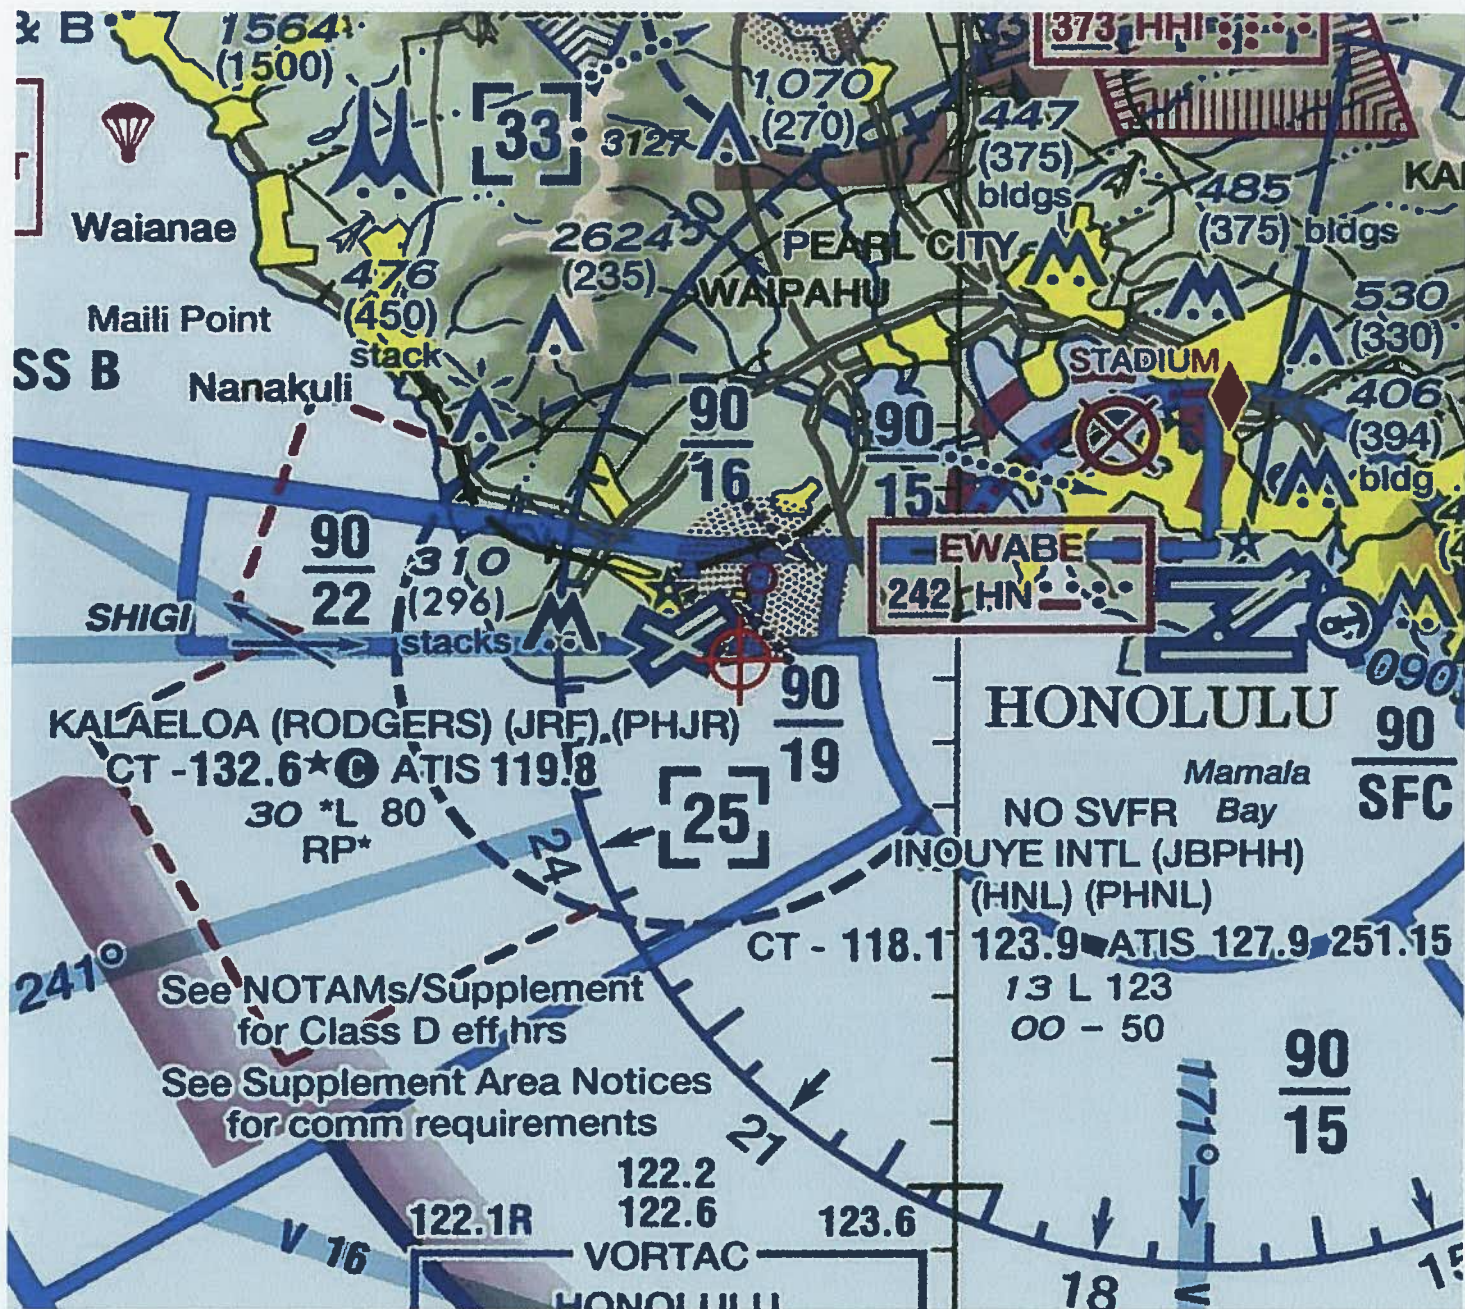 & B
1564
(1500)
33
3127
1070
(270)
373 HHI
447
(375)
bldgs
KA
485
(375) bldgs
Waianae
2624
(235)
30
PEARL CITY
WAIPAHU
476
(450)
stack
Maili Point
530
(330)
SS B
Nanakuli
STADIUM
406
(394)
bldg
90
16
90
15
90
22
310
(296)
stacks
EWABE
242 HN
SHIGI
090
KALAELOA (RODGERS) (JRF) (PHJR)
CT - 132.6★C ATIS 119.8
30 *L 80
RP*
90
19
HONOLULU
90
SFC
Mamala
Bay
25
24
NO SVFR
INOUYE INTL (JBPHH)
(HNL) (PHNL)
CT - 118.1 123.9 ATIS 127.9 251.15
13 L 123
00 - 50
241°
See NOTAMs/Supplement
for Class D eff hrs
See Supplement Area Notices
for comm requirements
90
15
171°
21
122.2
122.6
122.1R
123.6
V 16
VORTAC
HONOLULU
18
15
V